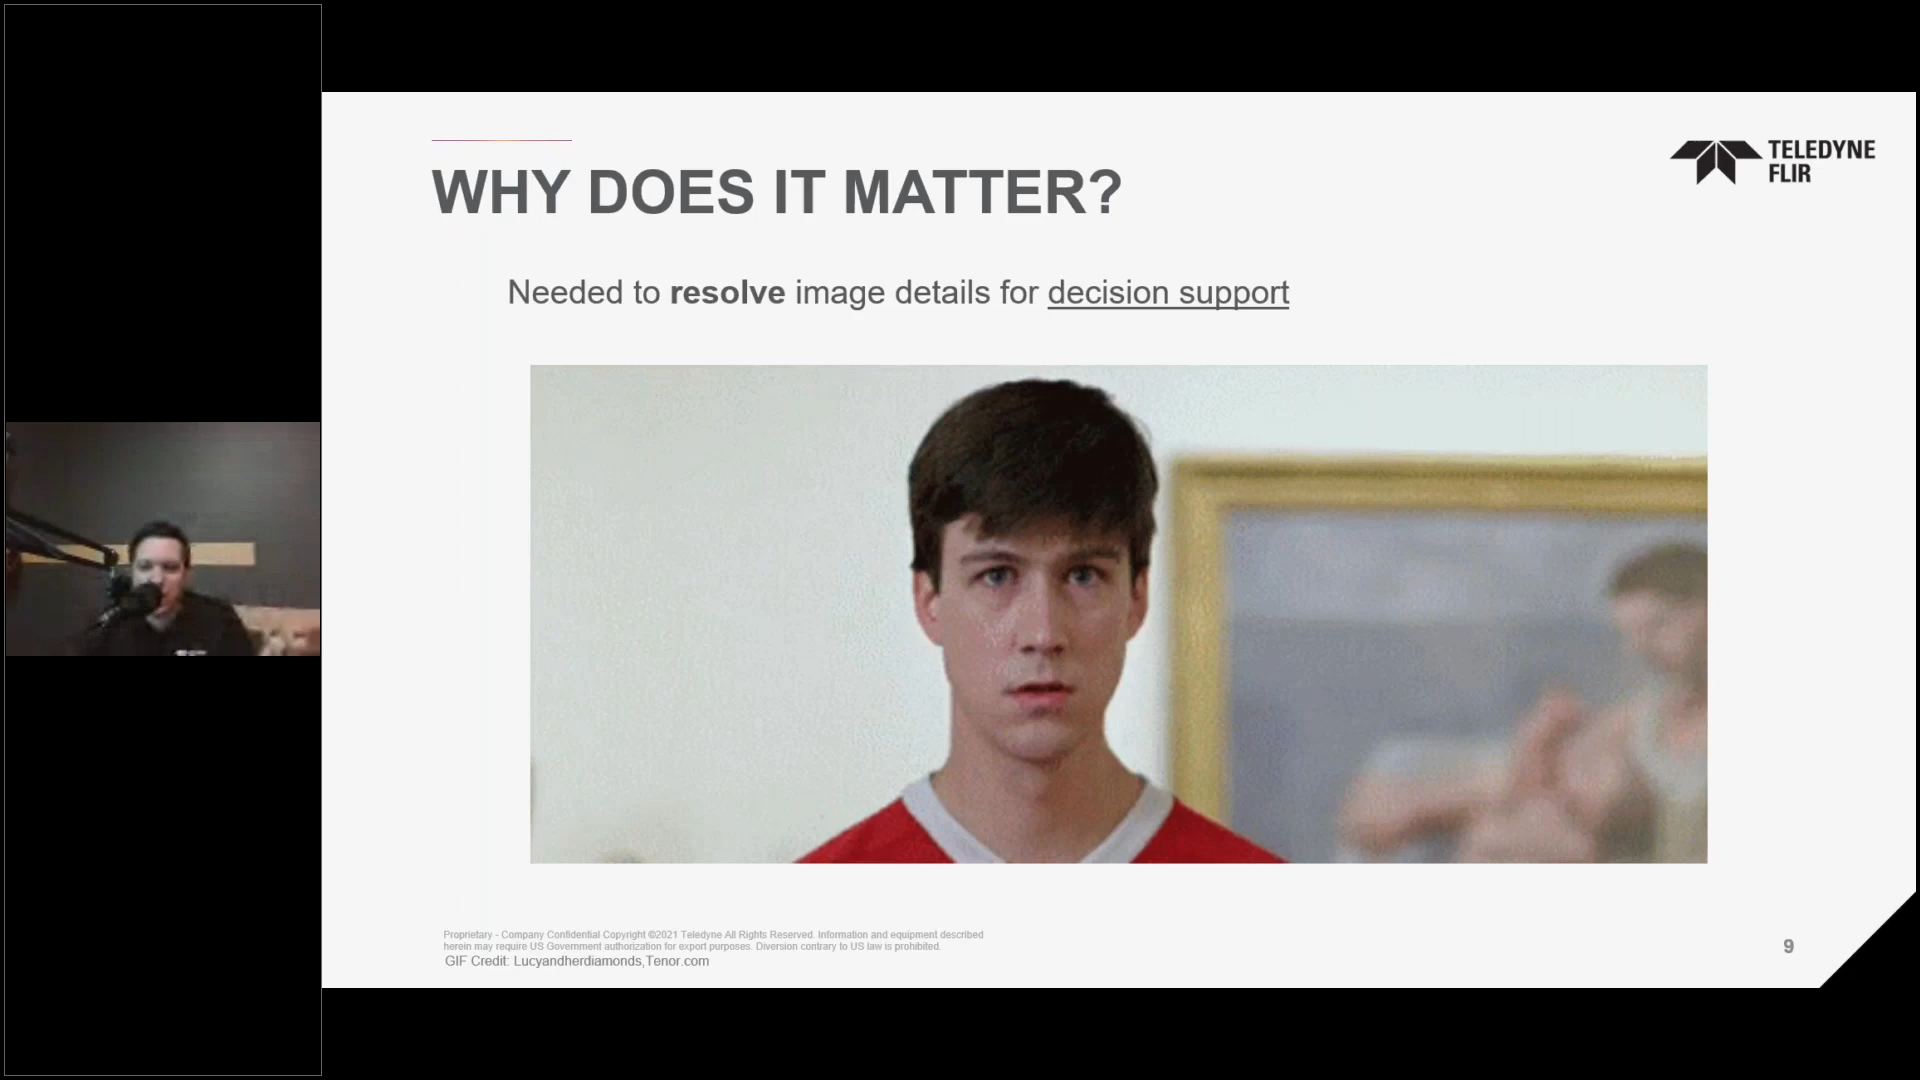 TELEDYNE
FLIR
WHY DOES IT MATTER?
Needed to resolve image details for decision support
Proprietary - Company Confidential Copyright ©2021 Teledyne All Rights Reserved. Information and equipment described
herein may require US Government authorization for export purposes. Diversion contrary to US law is prohibited.
GIF Credit: Lucyandherdiamonds,Tenor.com
9